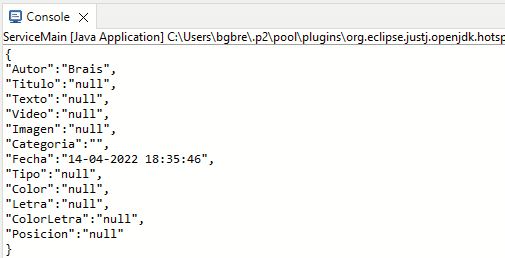 Console
ServiceMain [Java Application] C:\Users\bgbre\.p2\pool\plugins\org.eclipse.justj.openjdk.hotsp
{
"Autor":"Brais",
"Titulo":"null",
"Texto":"null",
"Video":"null",
"Imagen":"null",
"Categoria":"",
"Fecha":"14-04-2022 18:35:46",
"Tipo":"null",
"Color":"null",
"Letra":"null",
"ColorLetra":"null",
"Posicion":"null"
}